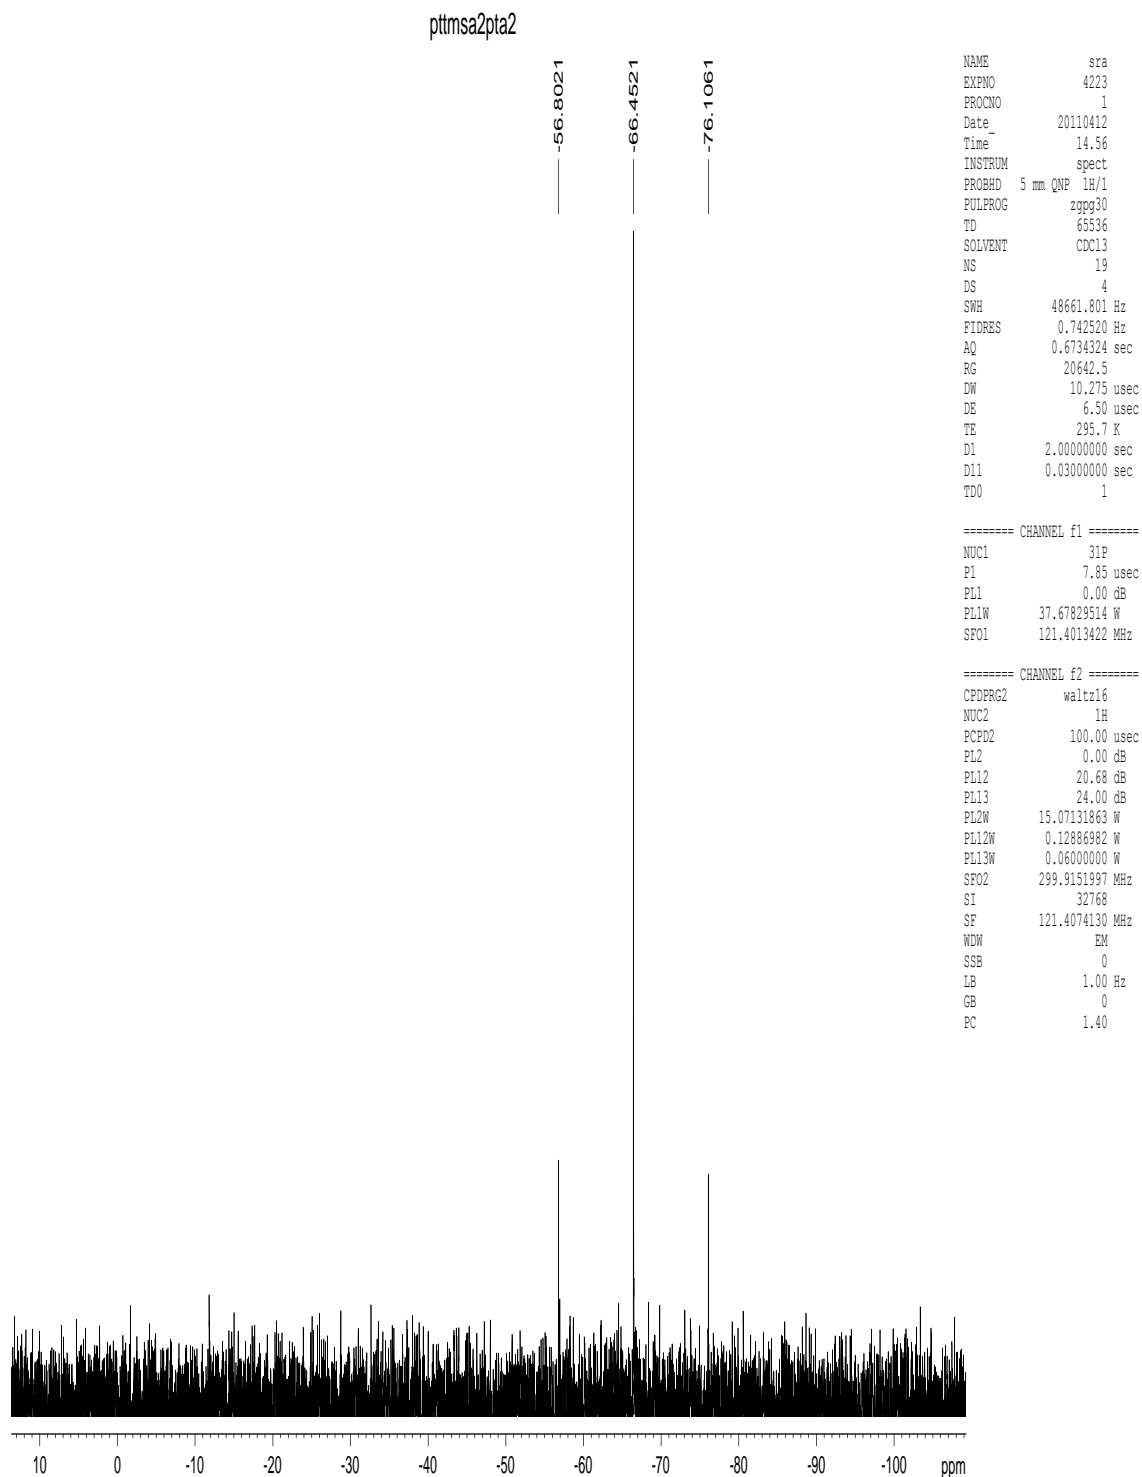 pttmsa2pta2
-56.8021
-66.4521
-76.1061
NAME sra
EXPNO 4223
PROCNO 1
Date_ 20110412
Time 14.56
INSTRUM spect
PROBHD 5 mm QNP 1H/1
PULPROG zgpg30
TD 65536
SOLVENT CDCl3
NS 19
DS 4
SWH 48661.801 Hz
FIDRES 0.742520 Hz
AQ 0.6734324 sec
RG 20642.5
DW 10.275 usec
DE 6.50 usec
TE 295.7 K
D1 2.00000000 sec
D11 0.03000000 sec
TD0 1
======== CHANNEL f1 ========
NUC1 31P
P1 7.85 usec
PL1 0.00 dB
PL1W 37.67829514 W
SFO1 121.4013422 MHz
======== CHANNEL f2 ========
CPDPRG2 waltz16
NUC2 1H
PCPD2 100.00 usec
PL2 0.00 dB
PL12 20.68 dB
PL13 24.00 dB
PL2W 15.07131863 W
PL12W 0.12886982 W
PL13W 0.06000000 W
SFO2 299.9151997 MHz
SI 32768
SF 121.4074130 MHz
WDW EM
SSB 0
LB 1.00 Hz
GB 0
PC 1.40
10 0 -10 -20 -30 -40 -50 -60 -70 -80 -90 -100 ppm